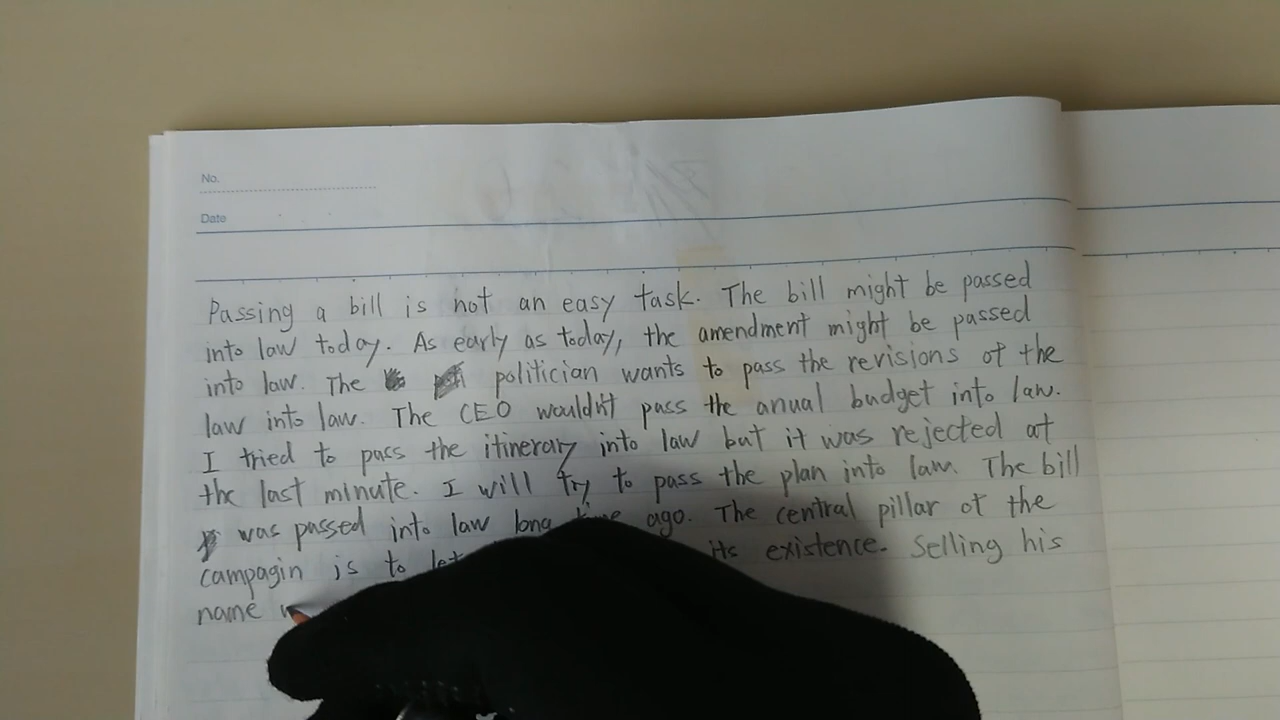 No.
Date
Passing a bill is not an easy task. The bill might be passed
into law today. As early as today, the amendment might be passed
into law. The politician wants to pass the revisions of the
law into law. The CEO wouldn't pass the anual budget into law.
I tried to pass the itinerary into law but it was rejected at
the last minute. I will try to pass the plan into law. The bill
was passed into law long ago. The central pillar of the
campagin is to let its existence. Selling his
name